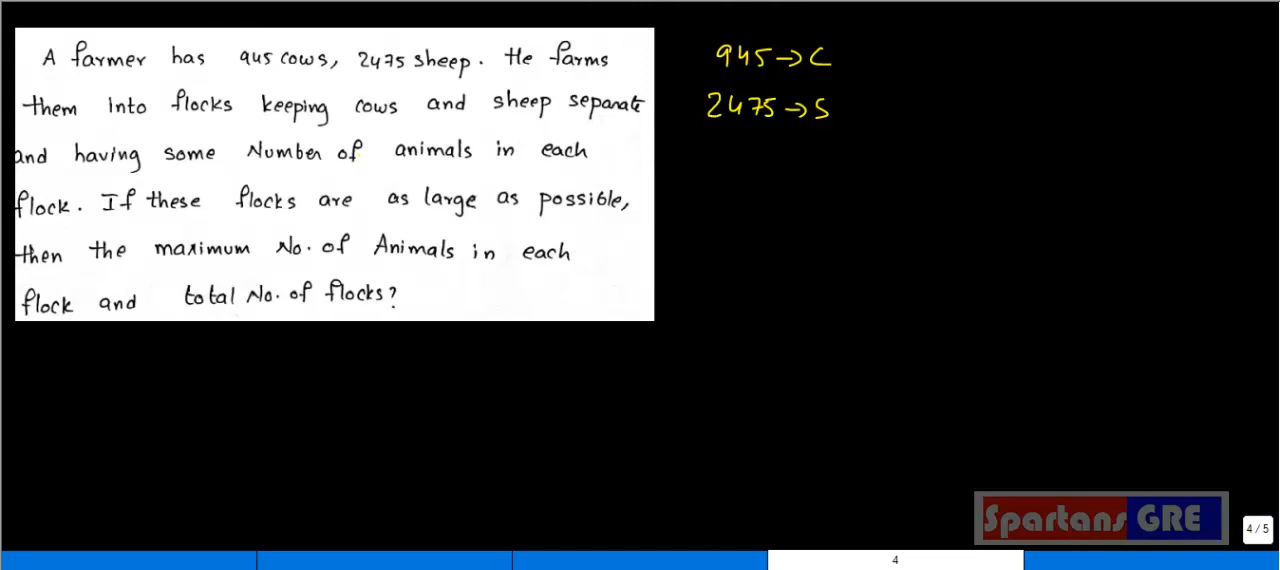 A farmer has 945 cows, 2475 sheep. He farms
them into flocks keeping cows and sheep separate
and having some Number of animals in each
flock. If these flocks are as large as possible,
then the maximum No. of Animals in each
flock and total No. of flocks?
945 → C
2475 → S
Spartans GRE
4 / 5
4